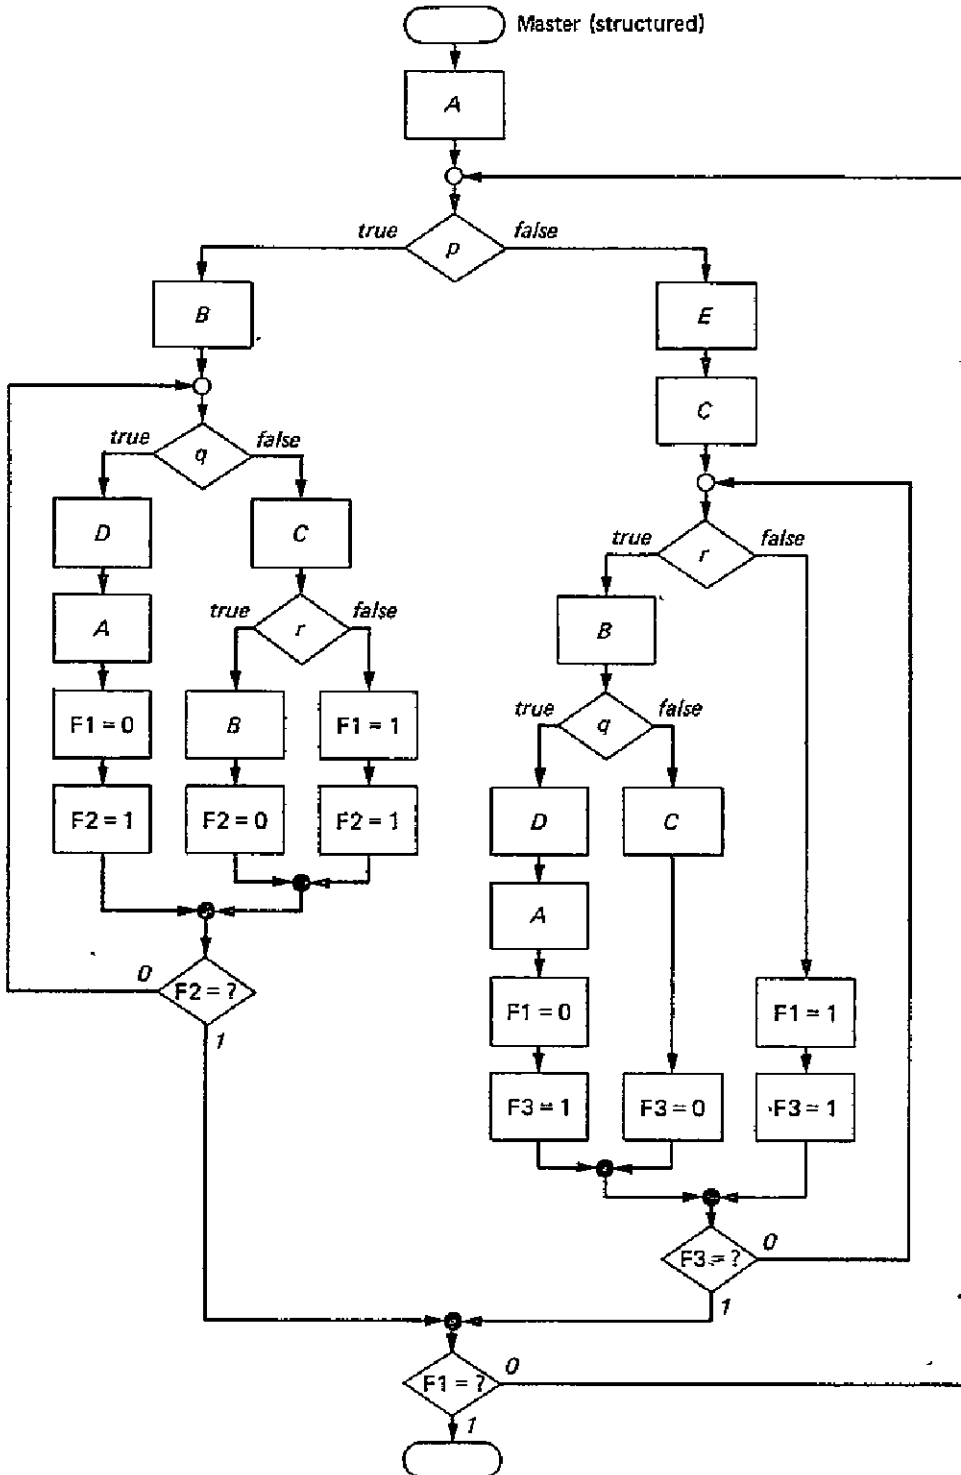 Master (structured)
A
true p false
B
E
C
true q false
D
C
true r false
A
true r false
B
F1 = 0
B
F1 = 1
true q false
F2 = 1
F2 = 0
F2 = 1
D
C
A
0
F2 = ?
1
F1 = 0
F1 = 1
F3 = 1
F3 = 0
F3 = 1
F3 = ?
0
1
F1 = ?
0
1